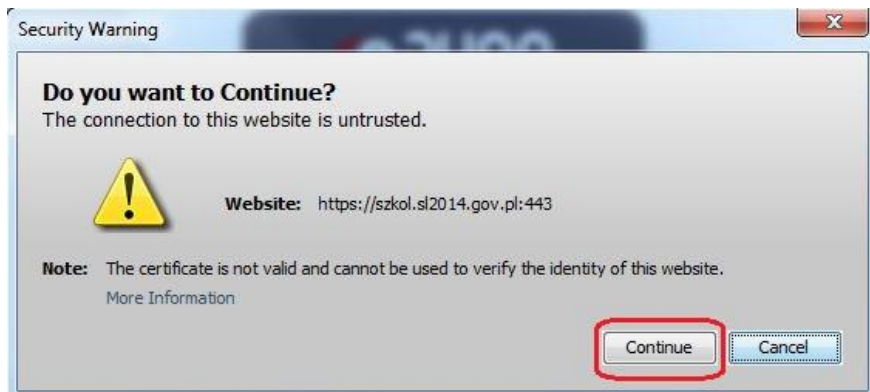 Security Warning
Do you want to Continue?
The connection to this website is untrusted.
Website: https://szkol.sl2014.gov.pl:443
Note: The certificate is not valid and cannot be used to verify the identity of this website.
More Information
Continue Cancel